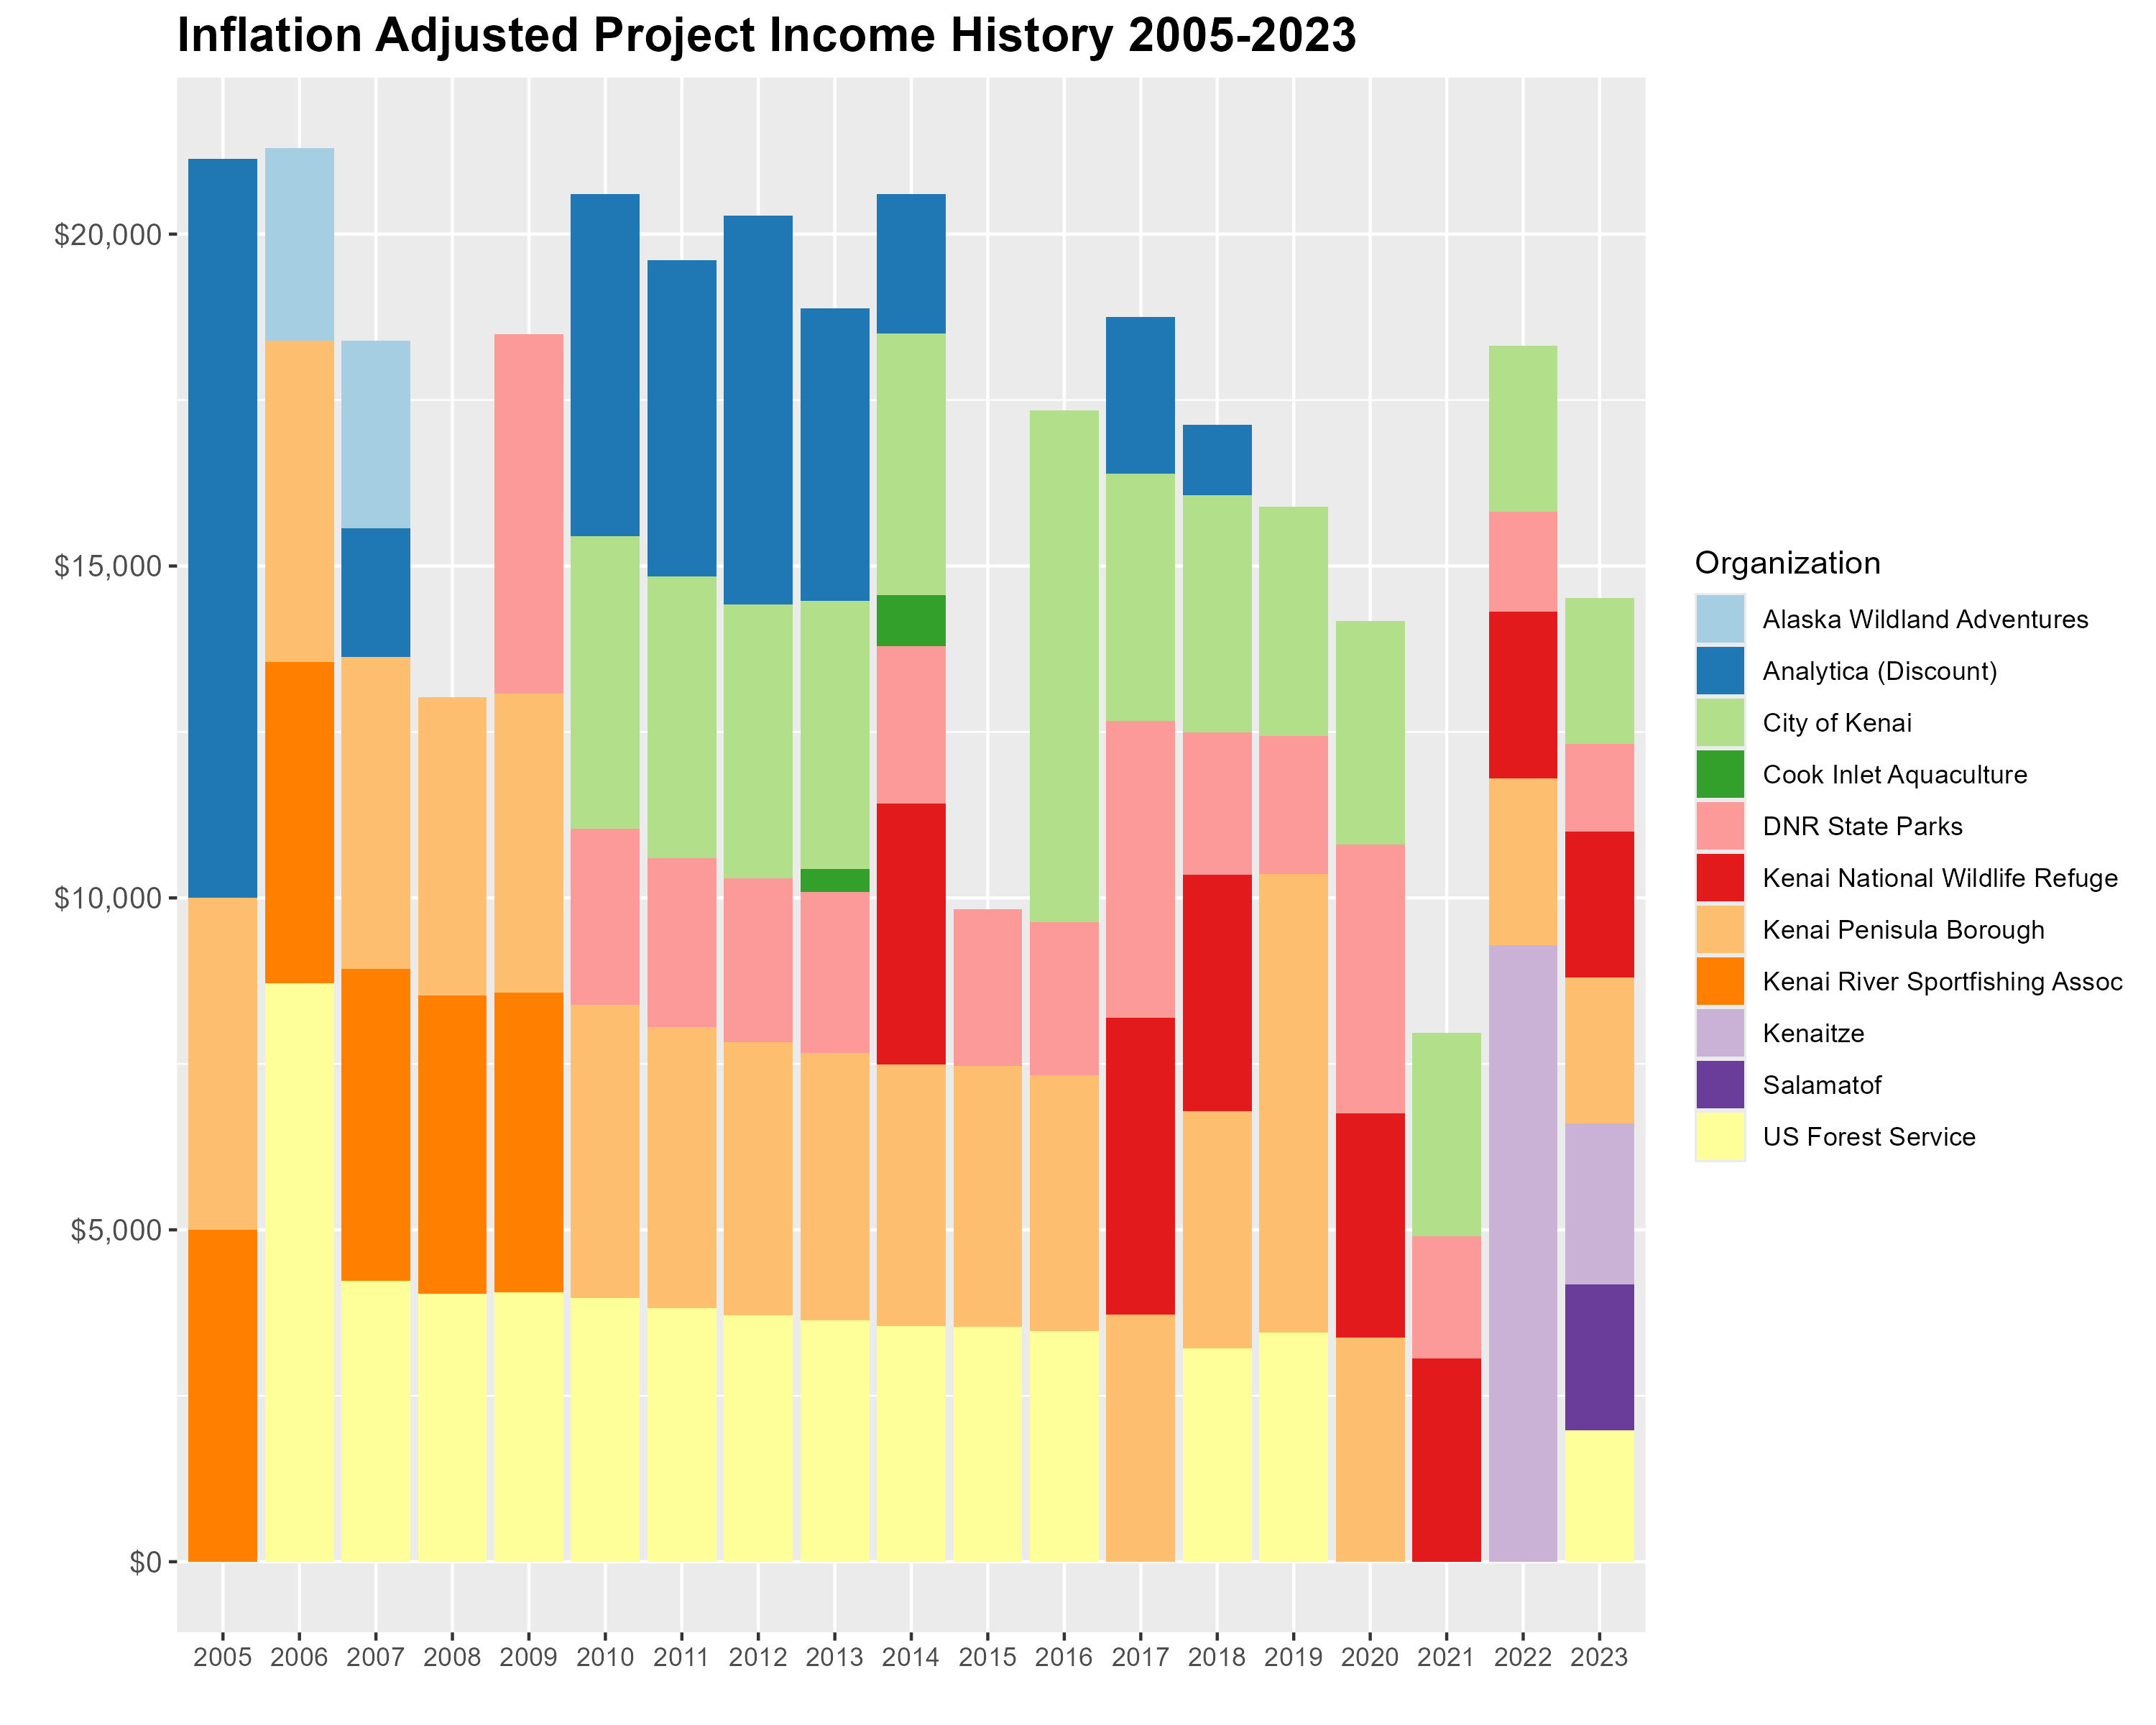 Inflation Adjusted Project Income History 2005-2023
$20,000
$15,000
$10,000
$5,000
$0
2005 2006 2007 2008 2009 2010 2011 2012 2013 2014 2015 2016 2017 2018 2019 2020 2021 2022 2023
Organization
Alaska Wildland Adventures
Analytica (Discount)
City of Kenai
Cook Inlet Aquaculture
DNR State Parks
Kenai National Wildlife Refuge
Kenai Penisula Borough
Kenai River Sportfishing Assoc
Kenaitze
Salamatof
US Forest Service